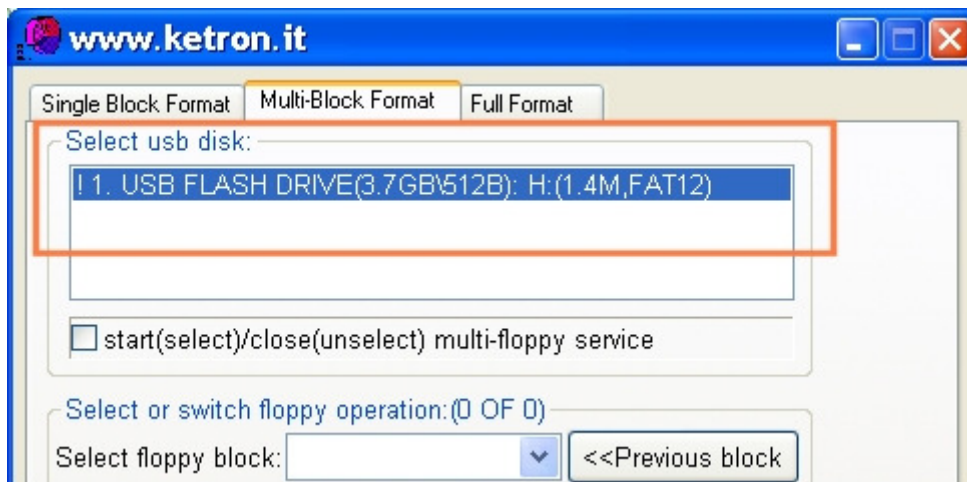 www.ketron.it
Single Block Format Multi-Block Format Full Format
Select usb disk:
! 1. USB FLASH DRIVE(3.7GB\512B): H:(1.4M,FAT12)
start(select)/close(unselect) multi-floppy service
Select or switch floppy operation:(0 OF 0)
Select floppy block: <<Previous block